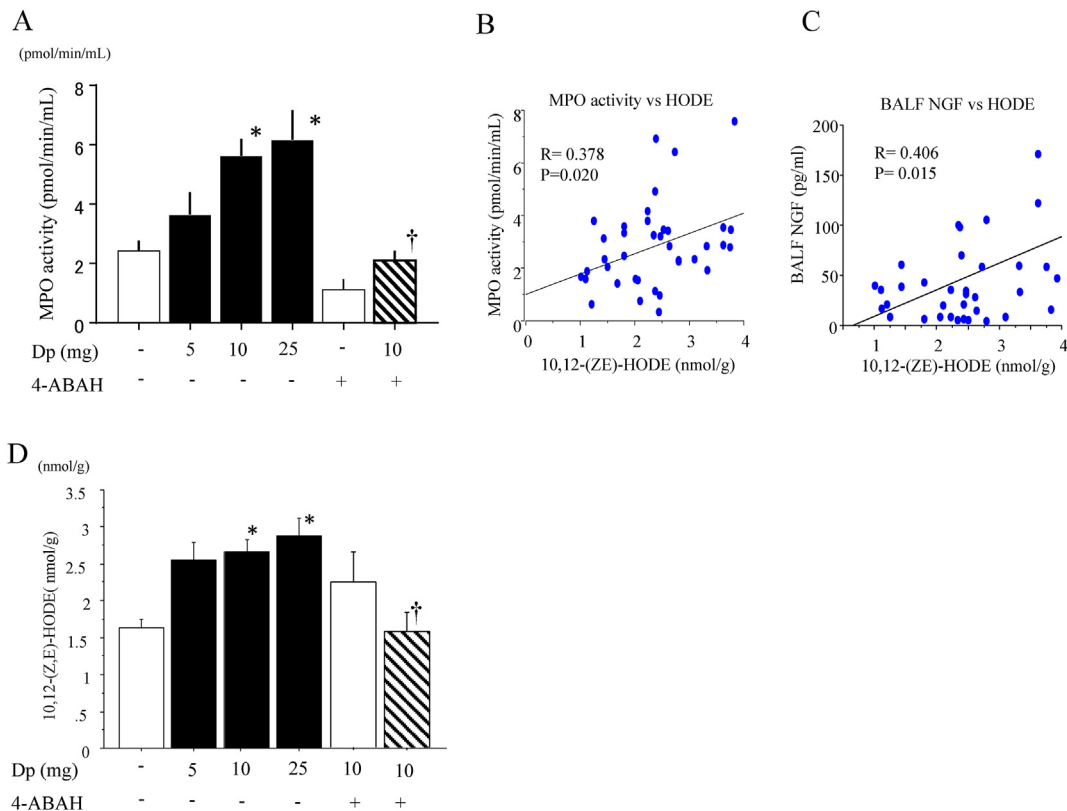 A
(pmol/min/mL)
MPO activity (pmol/min/mL)
8
6
4
2
0
*
*
†
Dp (mg)
-
5
10
25
-
10
4-ABAH
-
-
-
-
+
+
B
MPO activity vs HODE
R= 0.378
P=0.020
MPO activity (pmol/min/mL)
8
6
4
2
0
0
1
2
3
4
10,12-(ZE)-HODE (nmol/g)
C
BALF NGF vs HODE
R= 0.406
P= 0.015
BALF NGF (pg/ml)
200
150
100
50
0
1
2
3
4
10,12-(ZE)-HODE (nmol/g)
D
(nmol/g)
10,12-(Z,E)-HODE( nmol/g)
3.5
3
2.5
2
1.5
1
.5
0
*
*
†
Dp (mg)
-
5
10
25
10
10
4-ABAH
-
-
-
-
+
+